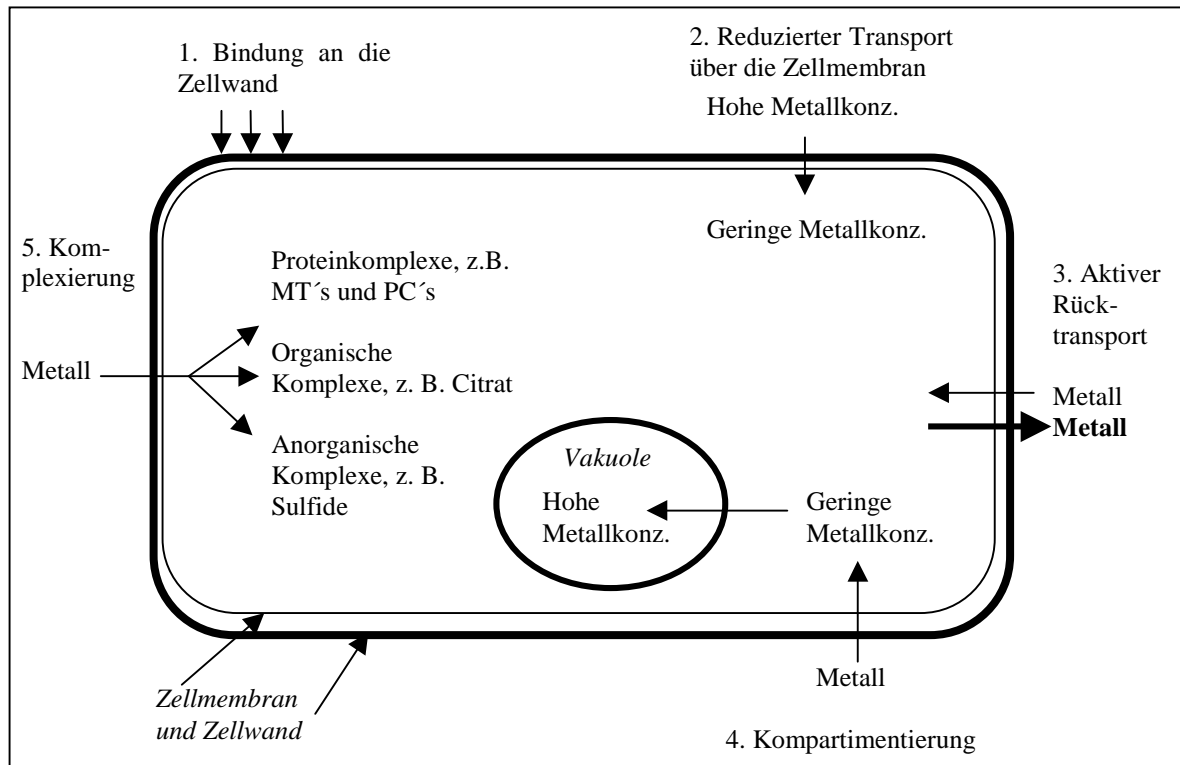 1. Bindung an die
Zellwand
2. Reduzierter Transport
über die Zellmembran
Hohe Metallkonz.
Geringe Metallkonz.
5. Kom-
plexierung
Metall
Proteinkomplexe, z.B.
MT´s und PC´s
Organische
Komplexe, z. B. Citrat
Anorganische
Komplexe, z. B.
Sulfide
3. Aktiver
Rück-
transport
Metall
Metall
Vakuole
Hohe
Metallkonz.
Geringe
Metallkonz.
Metall
4. Kompartimentierung
Zellmembran
und Zellwand